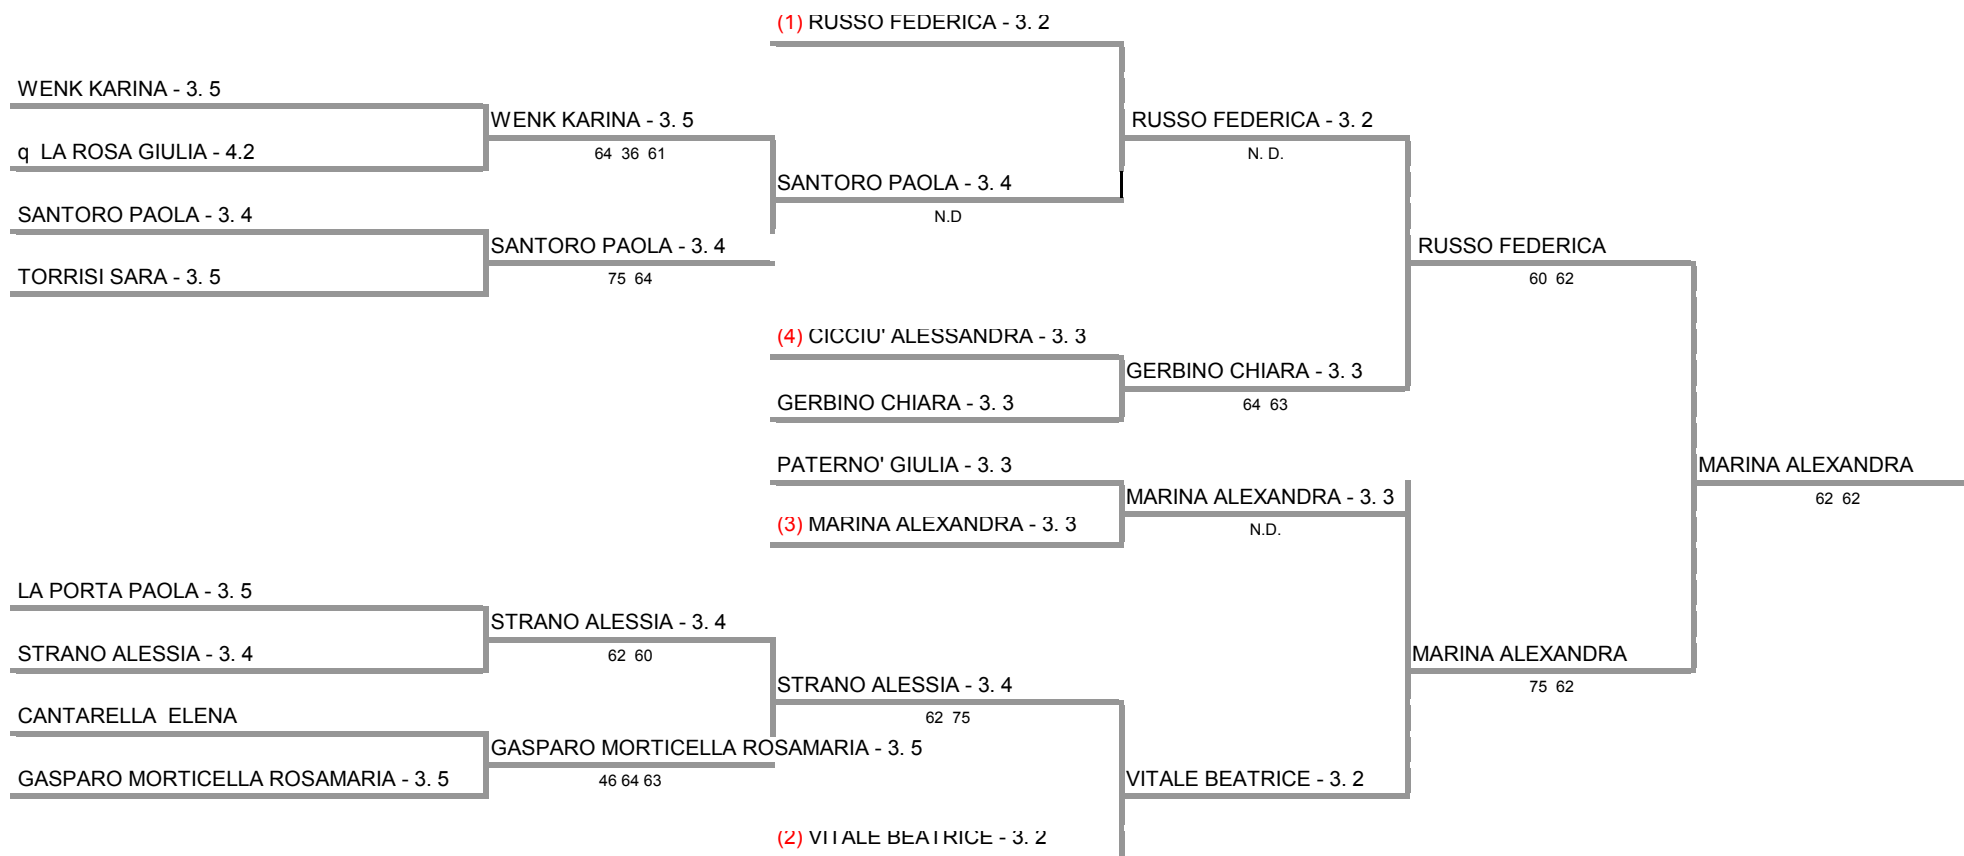 (1) RUSSO FEDERICA - 3. 2
WENK KARINA - 3. 5
WENK KARINA - 3. 5
RUSSO FEDERICA - 3. 2
q LA ROSA GIULIA - 4.2
64 36 61
N. D.
SANTORO PAOLA - 3. 4
SANTORO PAOLA - 3. 4
N.D
SANTORO PAOLA - 3. 4
RUSSO FEDERICA
TORRISI SARA - 3. 5
75 64
60 62
(4) CICCIU' ALESSANDRA - 3. 3
GERBINO CHIARA - 3. 3
GERBINO CHIARA - 3. 3
64 63
PATERNO' GIULIA - 3. 3
MARINA ALEXANDRA
MARINA ALEXANDRA - 3. 3
62 62
(3) MARINA ALEXANDRA - 3. 3
N.D.
LA PORTA PAOLA - 3. 5
STRANO ALESSIA - 3. 4
STRANO ALESSIA - 3. 4
62 60
MARINA ALEXANDRA
STRANO ALESSIA - 3. 4
75 62
CANTARELLA ELENA
62 75
GASPARO MORTICELLA ROSAMARIA - 3. 5
GASPARO MORTICELLA ROSAMARIA - 3. 5
46 64 63
VITALE BEATRICE - 3. 2
(2) VITALE BEATRICE - 3. 2